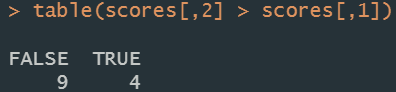 > table(scores[,2] > scores[,1])
FALSE TRUE
9 4